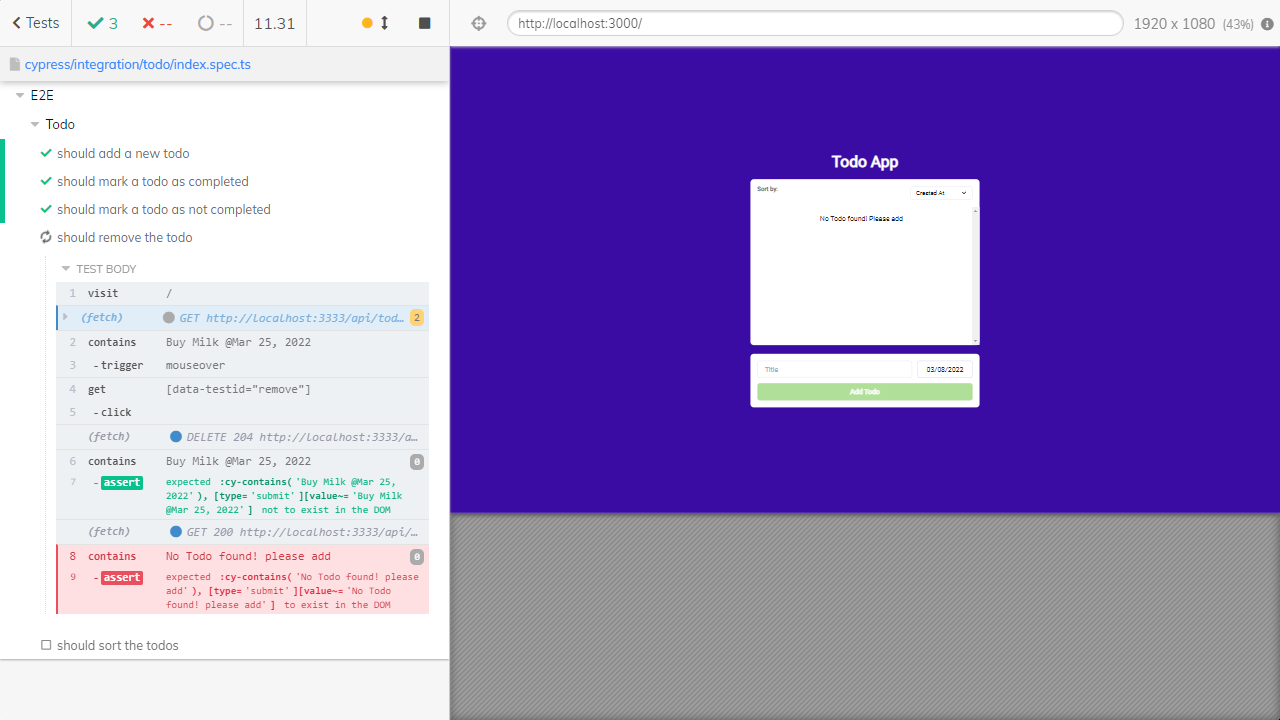 Tests
3
--
--
11.31
http://localhost:3000/
1920 x 1080 (43%)
cypress/integration/todo/index.spec.ts
E2E
Todo
should add a new todo
should mark a todo as completed
should mark a todo as not completed
should remove the todo
TEST BODY
1 visit /
(fetch) GET http://localhost:3333/api/tod… 2
2 contains Buy Milk @Mar 25, 2022
3 -trigger mouseover
4 get [data-testid="remove"]
5 -click
(fetch) DELETE 204 http://localhost:3333/a…
6 contains Buy Milk @Mar 25, 2022 0
7 -assert expected :cy-contains('Buy Milk @Mar 25,
2022'), [type='submit'][value~='Buy Milk
@Mar 25, 2022'] not to exist in the DOM
(fetch) GET 200 http://localhost:3333/api/…
8 contains No Todo found! please add 0
9 -assert expected :cy-contains('No Todo found! please
add'), [type='submit'][value~='No Todo
found! please add'] to exist in the DOM
should sort the todos
Todo App
Sort by:
Created At
No Todo found! Please add
Title
03/08/2022
Add Todo